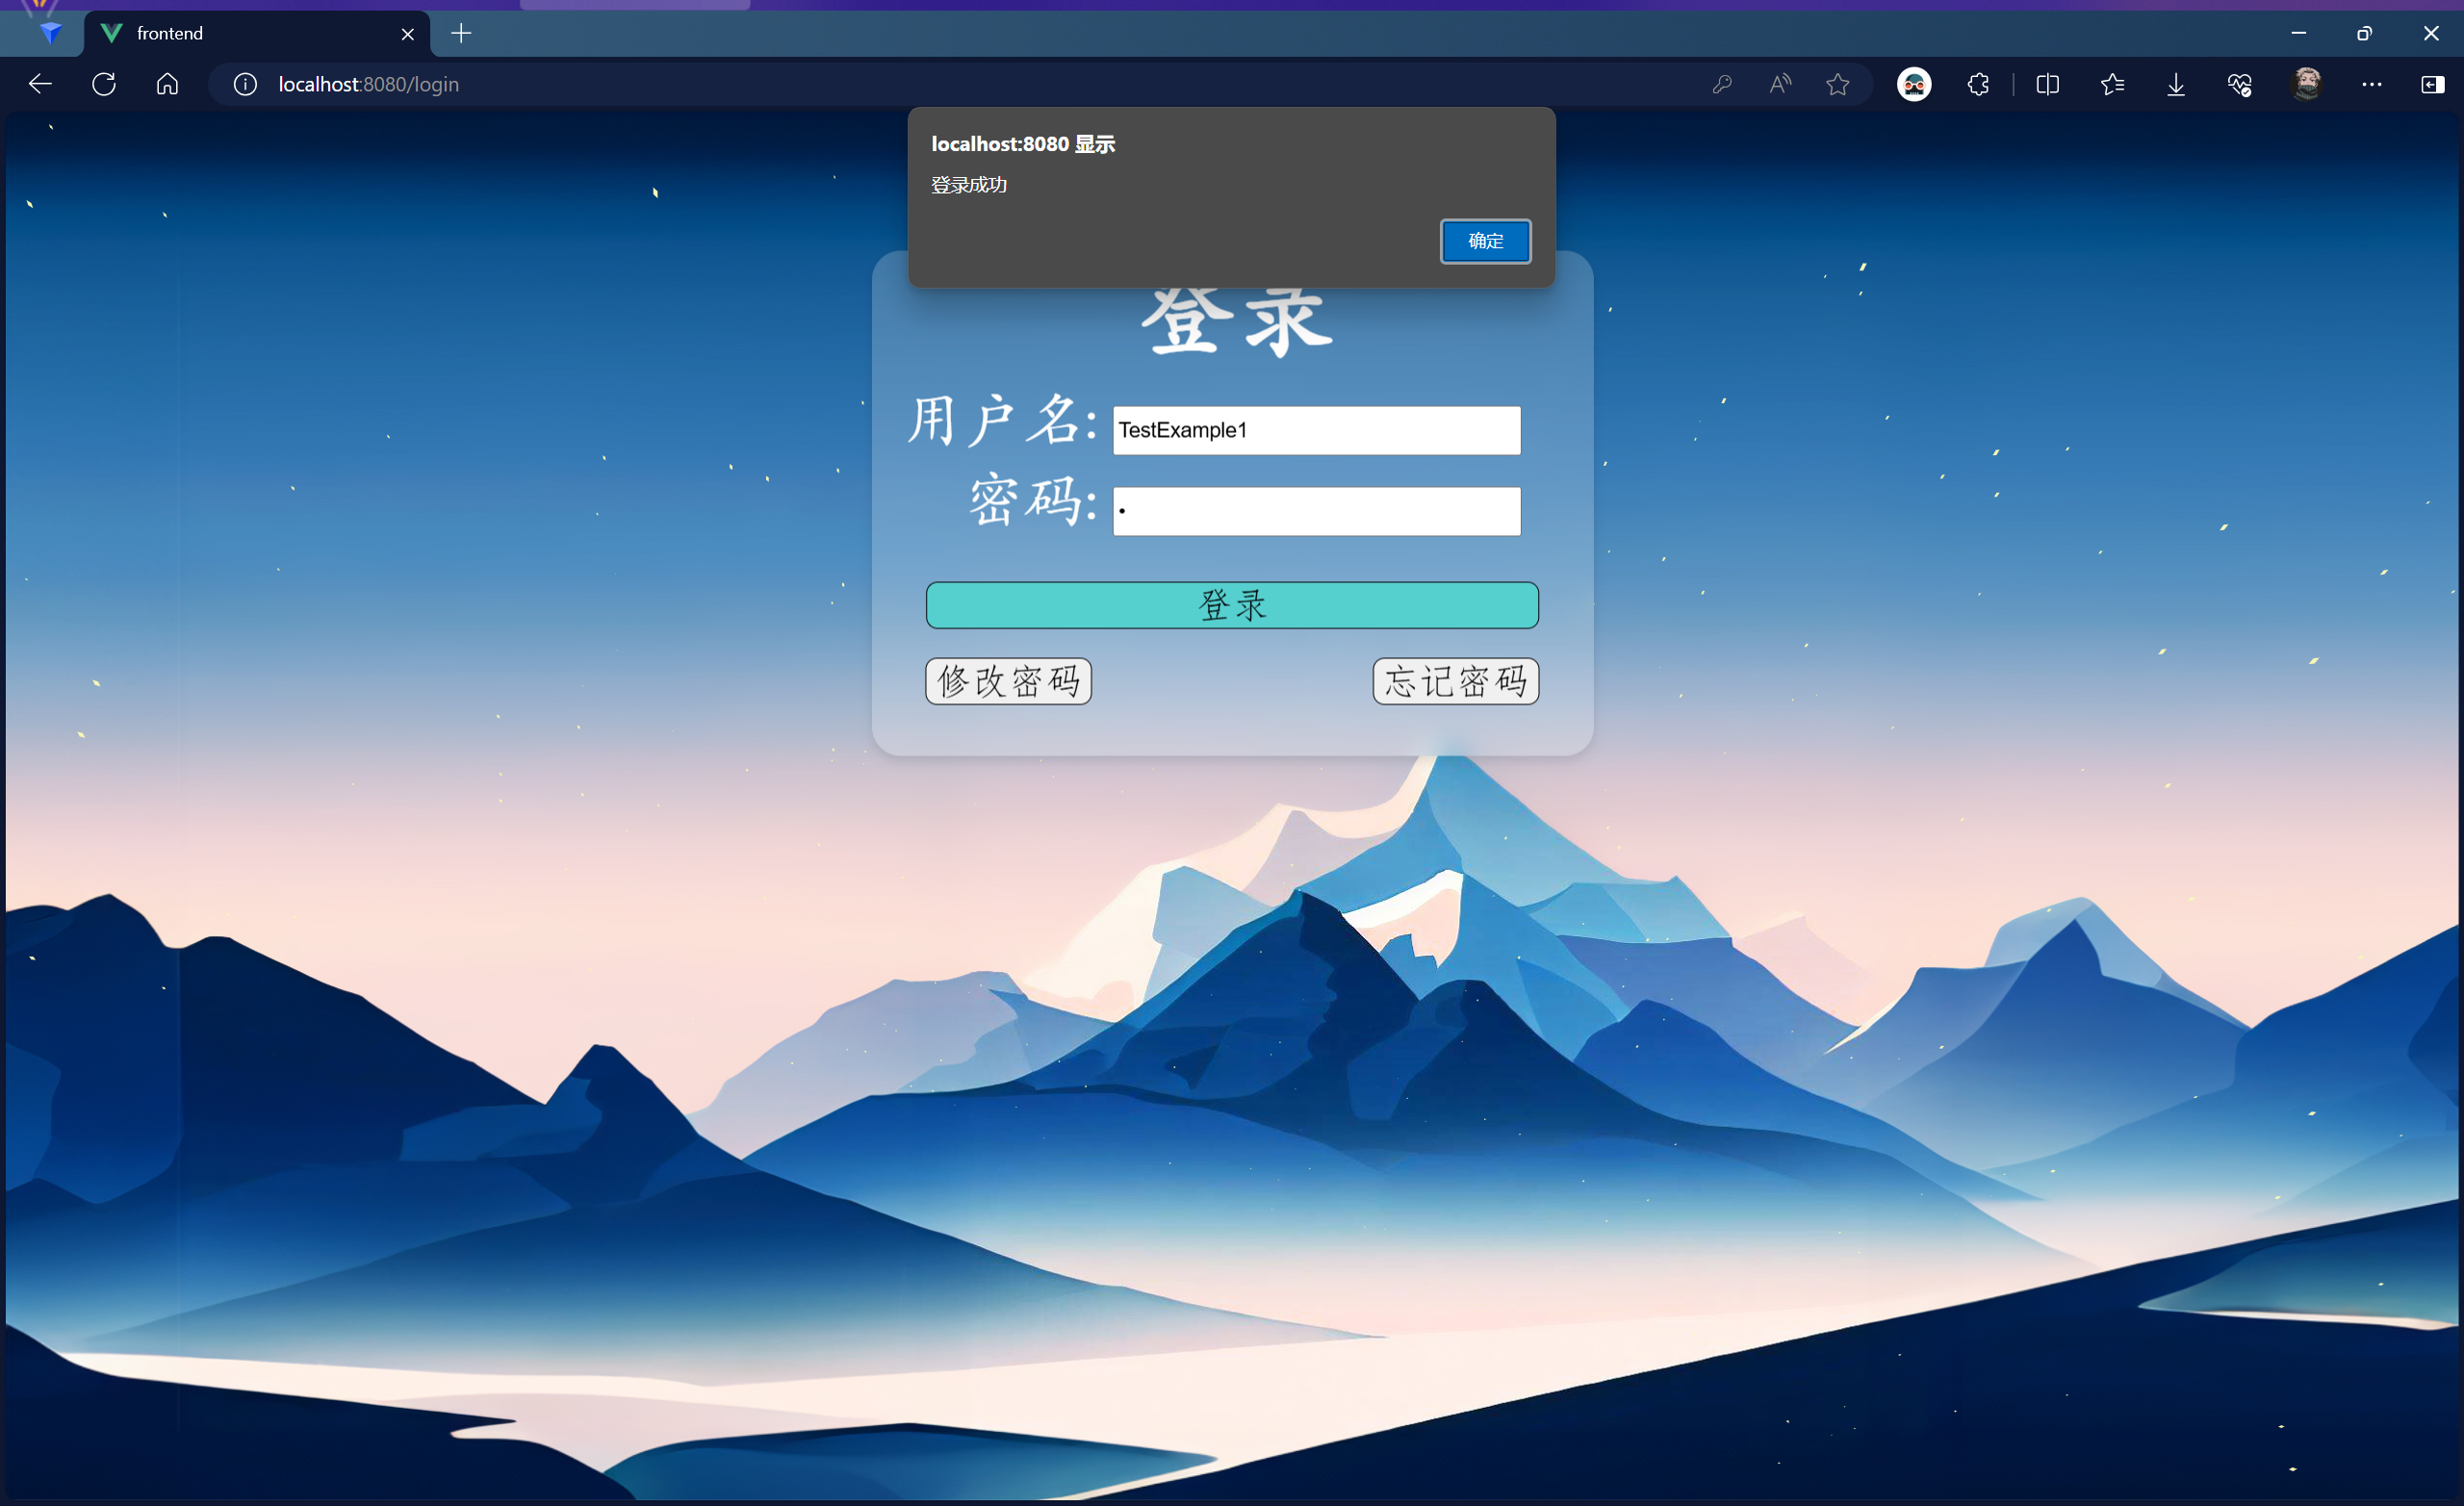 frontend
localhost:8080/login
localhost:8080 显示
登录成功
确定
登录
用户名: TestExample1
密码: •
登录
修改密码 忘记密码